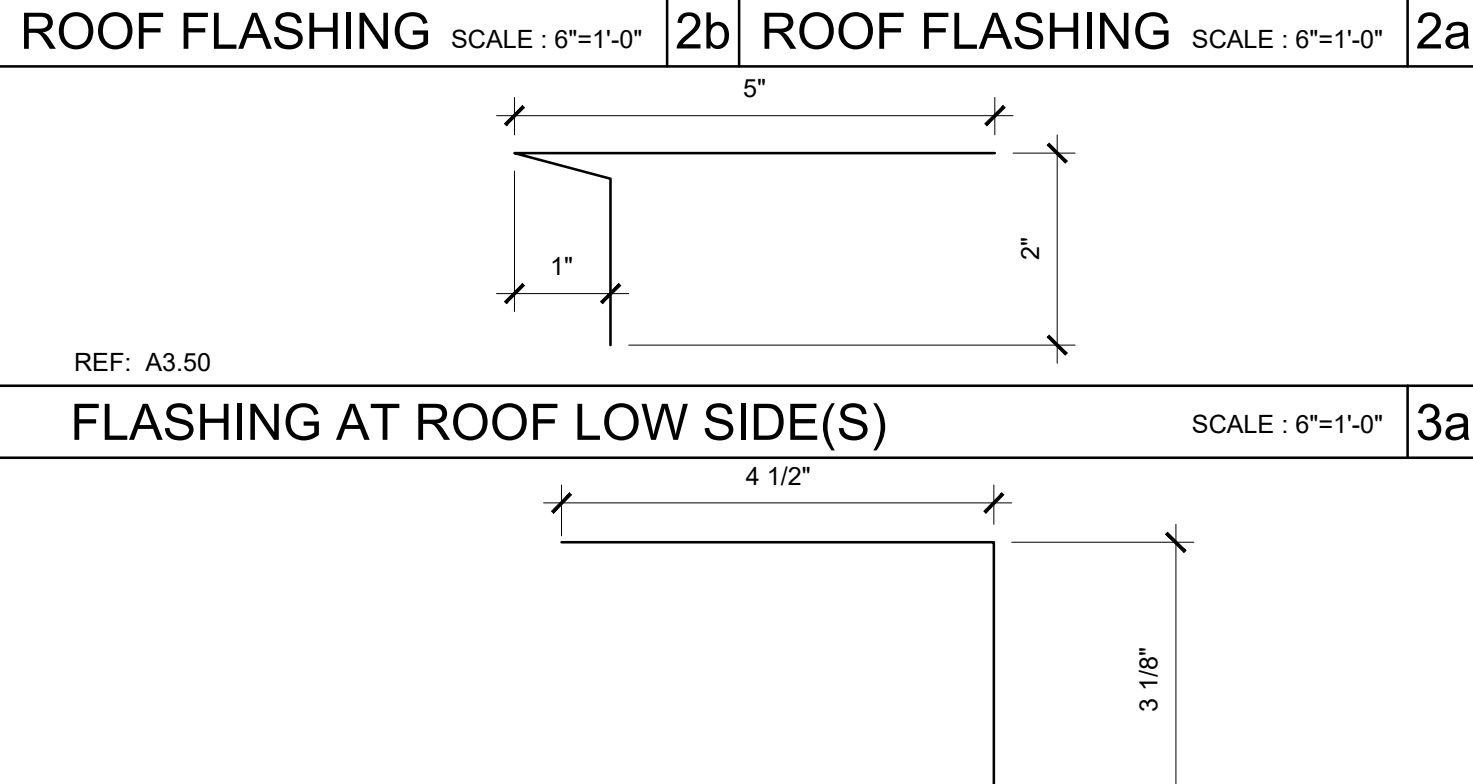 ROOF FLASHING SCALE : 6"=1'-0" 2b ROOF FLASHING SCALE : 6"=1'-0" 2a
5"
2"
1"
REF: A3.50
FLASHING AT ROOF LOW SIDE(S) SCALE : 6"=1'-0" 3a
4 1/2"
3 1/8"